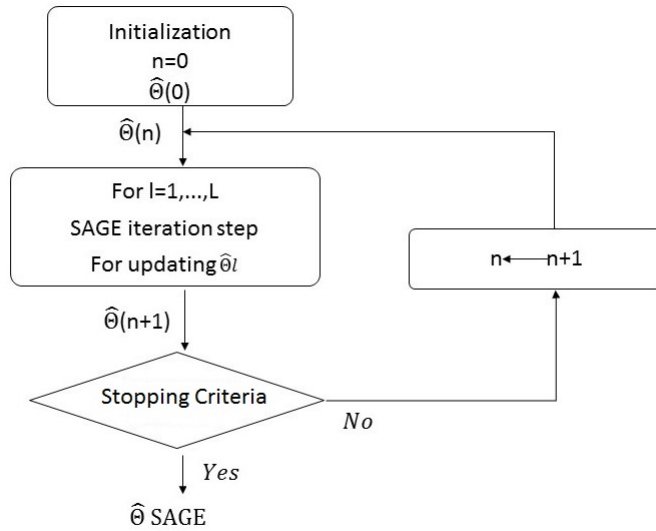 Initialization
n=0
Θ̂(0)
Θ̂(n)
For l=1,...,L
SAGE iteration step
For updating Θ̂l
n←n+1
Θ̂(n+1)
Stopping Criteria
No
Yes
Θ̂ SAGE